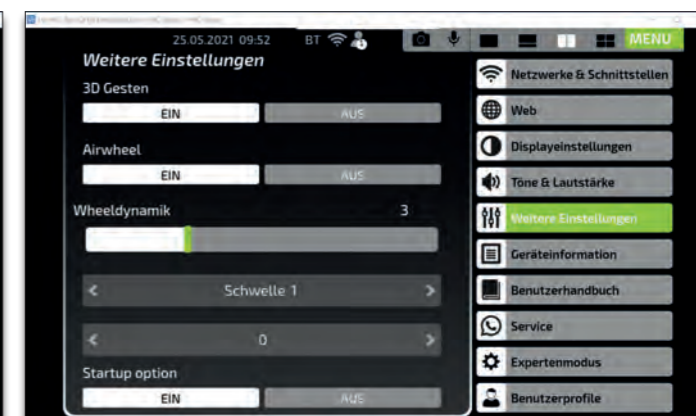 25.05.2021 09:52 BT MENU
Weitere Einstellungen
3D Gesten
EIN AUS
Airwheel
EIN AUS
Wheeldynamik 3
< Schwelle 1 >
< 0 >
Startup option
EIN AUS
Netzwerke & Schnittstellen
Web
Displayeinstellungen
Töne & Lautstärke
Weitere Einstellungen
Geräteinformation
Benutzerhandbuch
Service
Expertenmodus
Benutzerprofile